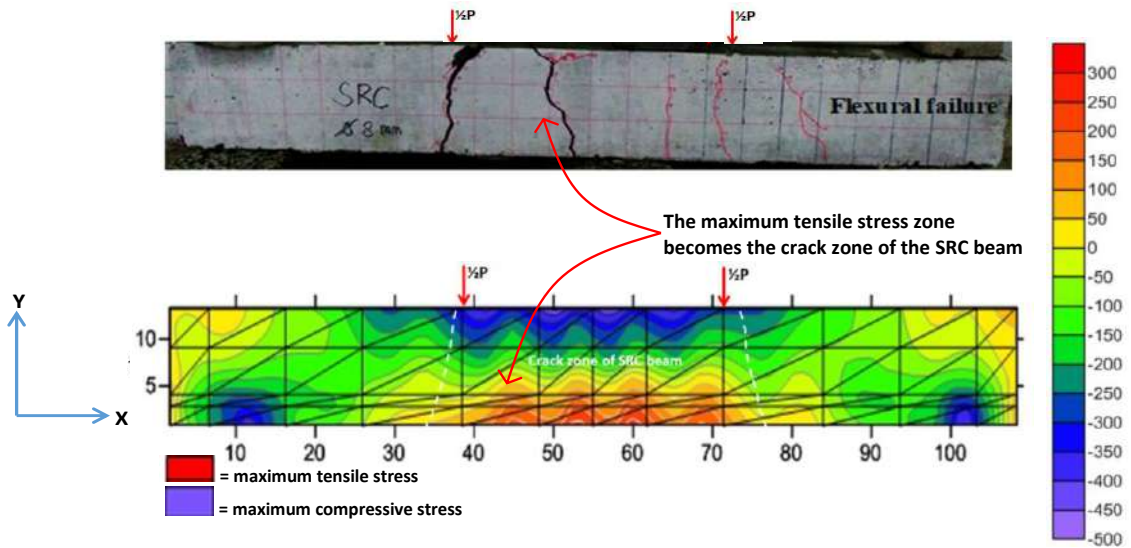 ½P
½P
SRC
Ø 8 mm
Flexural failure
The maximum tensile stress zone
becomes the crack zone of the SRC beam
½P
½P
Y
X
10
5
Crack zone of SRC beam
10
20
30
40
50
60
70
80
90
100
= maximum tensile stress
= maximum compressive stress
300
250
200
150
100
50
0
-50
-100
-150
-200
-250
-300
-350
-400
-450
-500